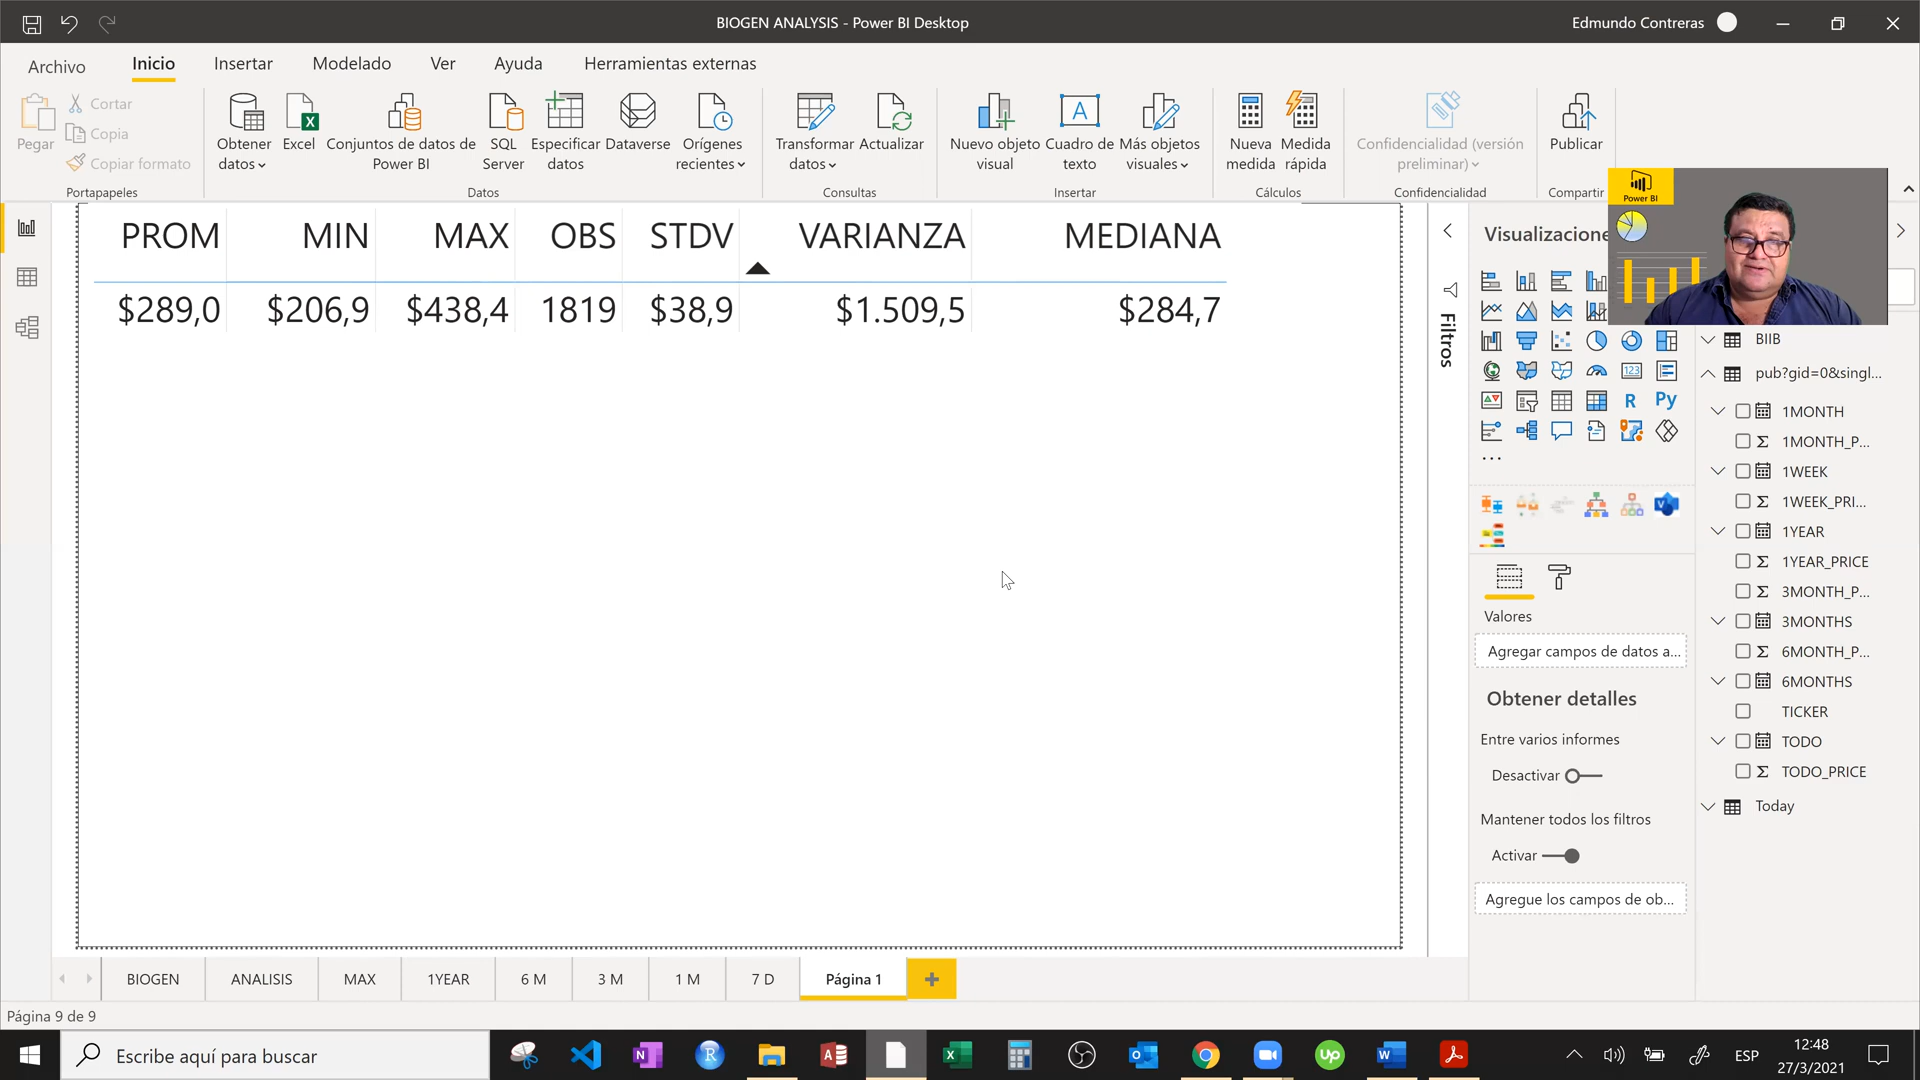 BIOGEN ANALYSIS - Power BI Desktop
Edmundo Contreras
Archivo
Inicio
Insertar
Modelado
Ver
Ayuda
Herramientas externas
Pegar
Cortar
Copia
Copiar formato
Portapapeles
Obtener datos
Excel
Conjuntos de datos de Power BI
SQL Server
Especificar datos
Dataverse
Orígenes recientes
Datos
Transformar datos
Actualizar
Consultas
Nuevo objeto visual
Cuadro de texto
Más objetos visuales
Insertar
Nueva medida
Medida rápida
Cálculos
Confidencialidad (versión preliminar)
Confidencialidad
Publicar
Compartir
Power BI
PROM MIN MAX OBS STDV VARIANZA MEDIANA
$289,0 $206,9 $438,4 1819 $38,9 $1.509,5 $284,7
Filtros
Visualizacione
123
R
Py
...
Valores
Agregar campos de datos a...
Obtener detalles
Entre varios informes
Desactivar
Mantener todos los filtros
Activar
Agregue los campos de ob...
BIIB
pub?gid=0&singl...
1MONTH
Σ 1MONTH_P...
1WEEK
Σ 1WEEK_PRI...
1YEAR
Σ 1YEAR_PRICE
Σ 3MONTH_P...
3MONTHS
Σ 6MONTH_P...
6MONTHS
TICKER
TODO
Σ TODO_PRICE
Today
BIOGEN
ANALISIS
MAX
1YEAR
6 M
3 M
1 M
7 D
Página 1
Página 9 de 9
Escribe aquí para buscar
ESP
12:48
27/3/2021